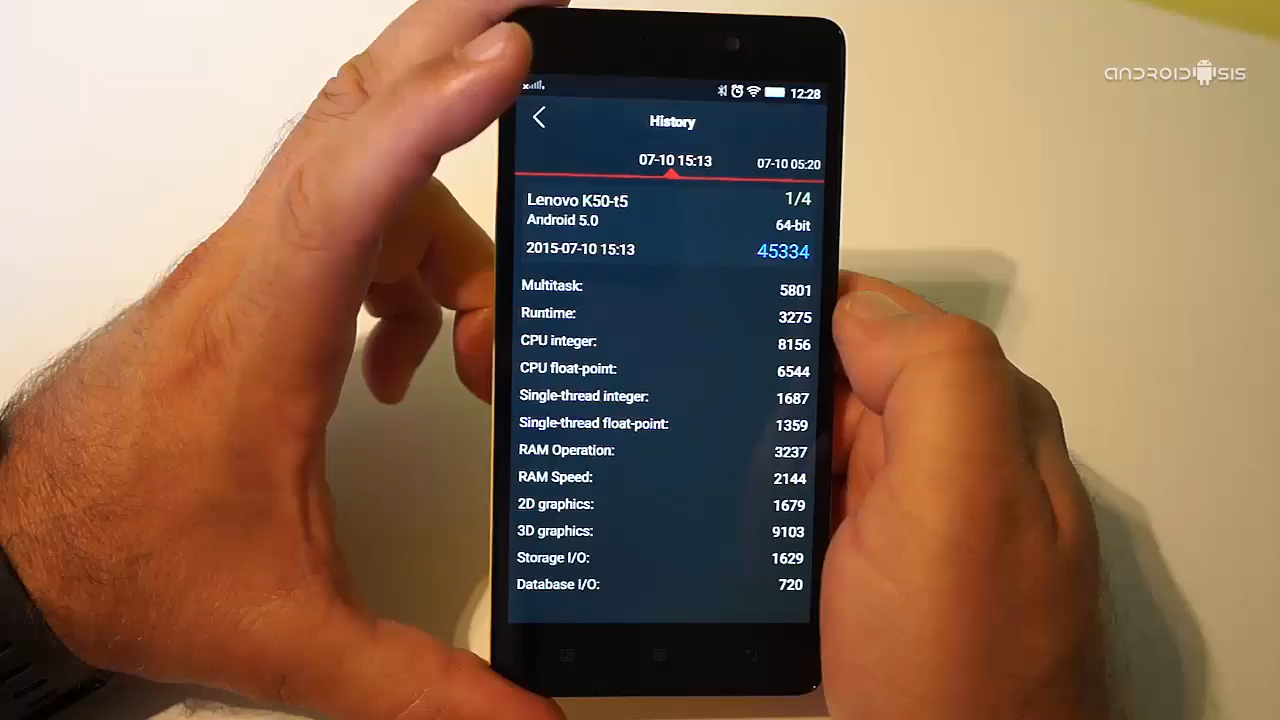 ANDROIDSIS
12:28
History
07-10 15:13 07-10 05:20
Lenovo K50-t5 1/4
Android 5.0 64-bit
2015-07-10 15:13 45334
Multitask: 5801
Runtime: 3275
CPU integer: 8156
CPU float-point: 6544
Single-thread integer: 1687
Single-thread float-point: 1359
RAM Operation: 3237
RAM Speed: 2144
2D graphics: 1679
3D graphics: 9103
Storage I/O: 1629
Database I/O: 720